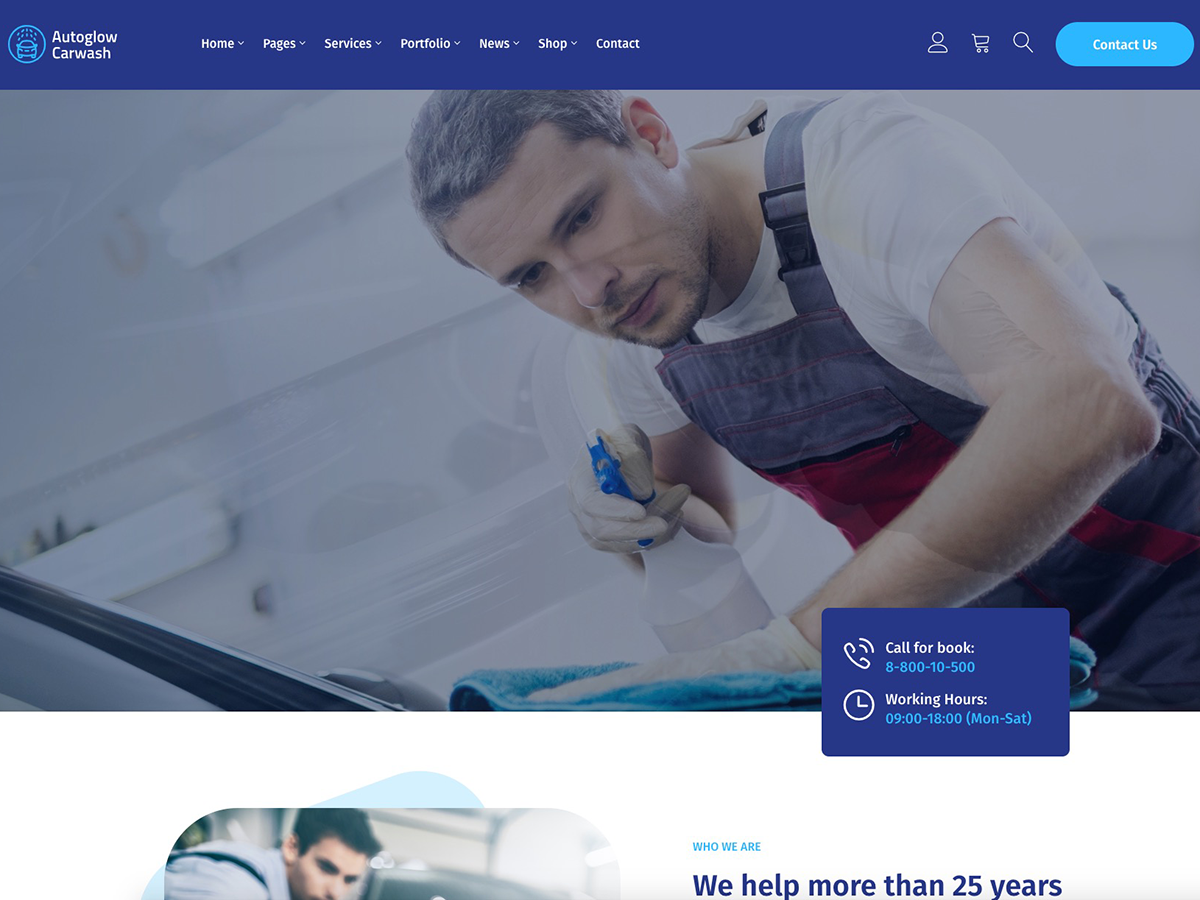 Autoglow
Carwash
Home
Pages
Services
Portfolio
News
Shop
Contact
Contact Us
Call for book:
8-800-10-500
Working Hours:
09:00-18:00 (Mon-Sat)
WHO WE ARE
We help more than 25 years